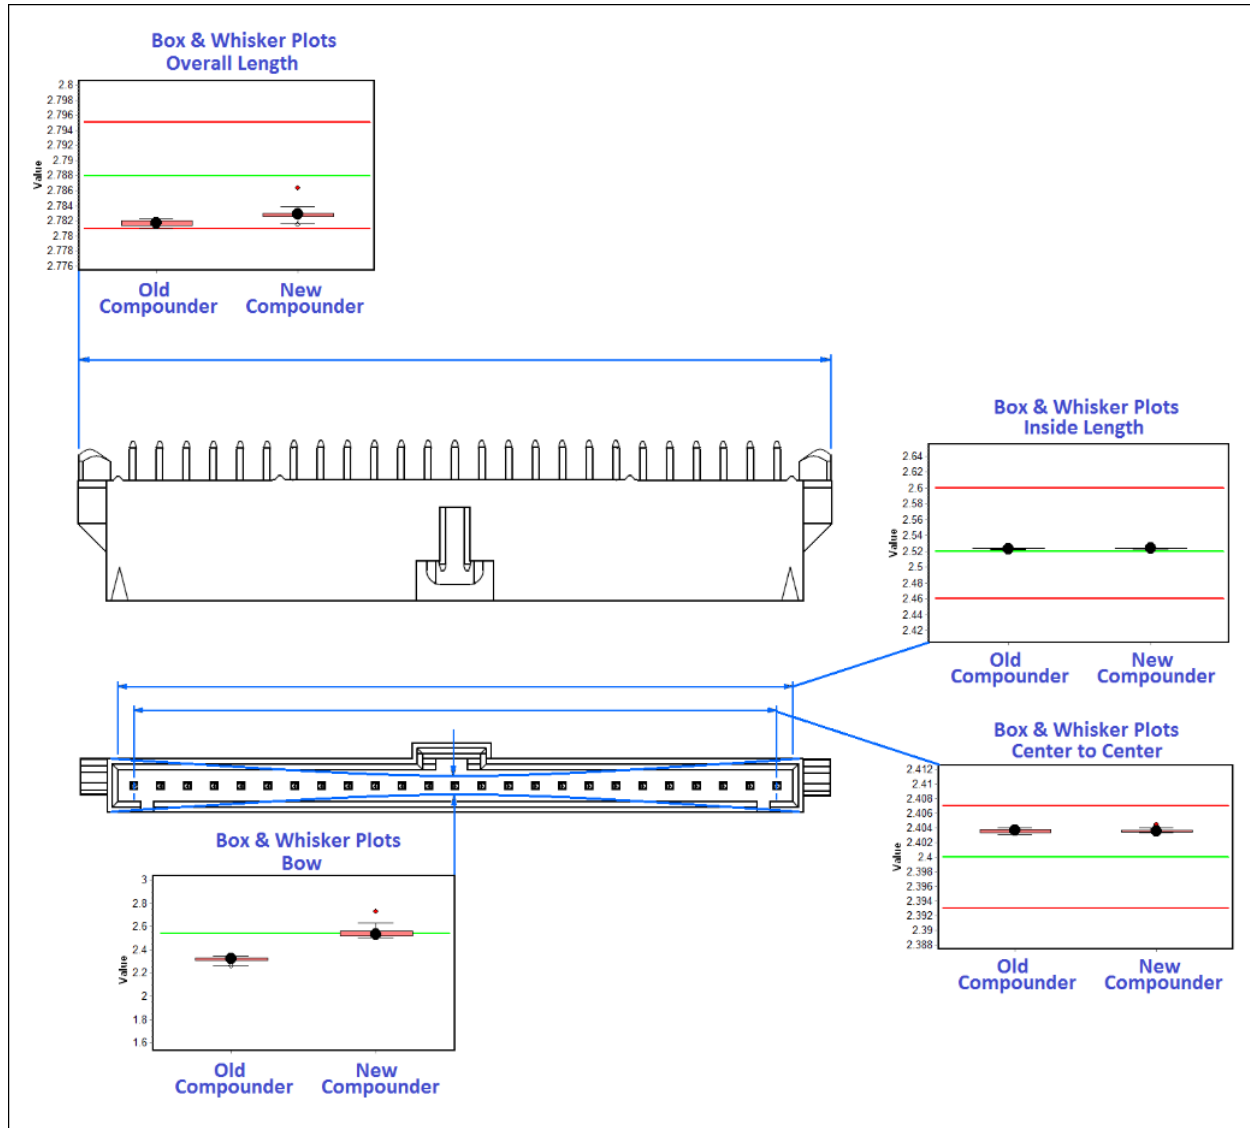 Box & Whisker Plots
Overall Length
2.8
2.798
2.796
2.794
2.792
2.79
2.788
2.786
2.784
2.782
2.78
2.778
2.776
Value
Old
Compounder
New
Compounder
Box & Whisker Plots
Inside Length
2.64
2.62
2.6
2.58
2.56
2.54
2.52
2.5
2.48
2.46
2.44
2.42
Value
Old
Compounder
New
Compounder
Box & Whisker Plots
Center to Center
2.412
2.41
2.408
2.406
2.404
2.402
2.4
2.398
2.396
2.394
2.392
2.39
2.388
Value
Old
Compounder
New
Compounder
Box & Whisker Plots
Bow
3
2.8
2.6
2.4
2.2
2
1.8
1.6
Value
Old
Compounder
New
Compounder